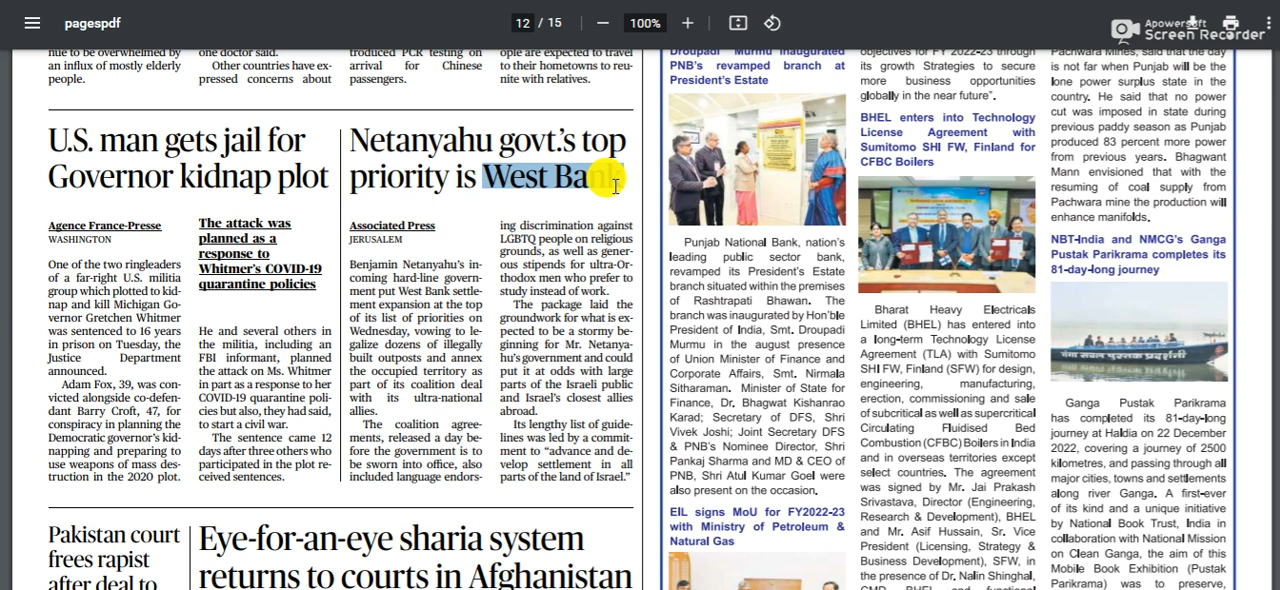 pagespdf
12 / 15
100%
Apowersoft
Screen Recorder
nue to be overwhelmed by
an influx of mostly elderly
people.
one doctor said.
Other countries have ex-
pressed concerns about
troduced PCR testing on
arrival for Chinese
passengers.
ople are expected to travel
to their hometowns to reu-
nite with relatives.
U.S. man gets jail for
Governor kidnap plot
Agence France-Presse
WASHINGTON
One of the two ringleaders
of a far-right U.S. militia
group which plotted to kid-
nap and kill Michigan Go-
vernor Gretchen Whitmer
was sentenced to 16 years
in prison on Tuesday, the
Justice Department
announced.
Adam Fox, 39, was con-
victed alongside co-defen-
dant Barry Croft, 47, for
conspiracy in planning the
Democratic governor's kid-
napping and preparing to
use weapons of mass des-
truction in the 2020 plot.
The attack was
planned as a
response to
Whitmer's COVID-19
quarantine policies
He and several others in
the militia, including an
FBI informant, planned
the attack on Ms. Whitmer
in part as a response to her
COVID-19 quarantine poli-
cies but also, they had said,
to start a civil war.
The sentence came 12
days after three others who
participated in the plot re-
ceived sentences.
Netanyahu govt.'s top
priority is West Bank
Associated Press
JERUSALEM
Benjamin Netanyahu's in-
coming hard-line govern-
ment put West Bank settle-
ment expansion at the top
of its list of priorities on
Wednesday, vowing to le-
galize dozens of illegally
built outposts and annex
the occupied territory as
part of its coalition deal
with its ultra-national
allies.
The coalition agree-
ments, released a day be-
fore the government is to
be sworn into office, also
included language endors-
ing discrimination against
LGBTQ people on religious
grounds, as well as gener-
ous stipends for ultra-Or-
thodox men who prefer to
study instead of work.
The package laid the
groundwork for what is ex-
pected to be a stormy be-
ginning for Mr. Netanya-
hu's government and could
put it at odds with large
parts of the Israeli public
and Israel's closest allies
abroad.
Its lengthy list of guide-
lines was led by a commit-
ment to "advance and de-
velop settlement in all
parts of the land of Israel."
Pakistan court
frees rapist
after deal to
Eye-for-an-eye sharia system
returns to courts in Afghanistan
Droupadi Murmu inaugurated
PNB's revamped branch at
President's Estate
Punjab National Bank, nation's
leading public sector bank,
revamped its President's Estate
branch situated within the premises
of Rashtrapati Bhawan. The
branch was inaugurated by Hon'ble
President of India, Smt. Droupadi
Murmu in the august presence
of Union Minister of Finance and
Corporate Affairs, Smt. Nirmala
Sitharaman. Minister of State for
Finance, Dr. Bhagwat Kishanrao
Karad; Secretary of DFS, Shri
Vivek Joshi; Joint Secretary DFS
& PNB's Nominee Director, Shri
Pankaj Sharma and MD & CEO of
PNB, Shri Atul Kumar Goel were
also present on the occasion.
EIL signs MoU for FY2022-23
with Ministry of Petroleum &
Natural Gas
objectives for FY 2022-23 through
its growth Strategies to secure
more business opportunities
globally in the near future".
BHEL enters into Technology
License Agreement with
Sumitomo SHI FW, Finland for
CFBC Boilers
Bharat Heavy Electricals
Limited (BHEL) has entered into
a long-term Technology License
Agreement (TLA) with Sumitomo
SHI FW, Finland (SFW) for design,
engineering, manufacturing,
erection, commissioning and sale
of subcritical as well as supercritical
Circulating Fluidised Bed
Combustion (CFBC) Boilers in India
and in overseas territories except
select countries. The agreement
was signed by Mr. Jai Prakash
Srivastava, Director (Engineering,
Research & Development), BHEL
and Mr. Asif Hussain, Sr. Vice
President (Licensing, Strategy &
Business Development), SFW, in
the presence of Dr. Nalin Shinghal,
CMD, BHEL and functional
Pachwara Mines, said that the day
is not far when Punjab will be the
lone power surplus state in the
country. He said that no power
cut was imposed in state during
previous paddy season as Punjab
produced 83 percent more power
from previous years. Bhagwant
Mann envisioned that with the
resuming of coal supply from
Pachwara mine the production will
enhance manifolds.
NBT-India and NMCG's Ganga
Pustak Parikrama completes its
81-day-long journey
गंगा सचल पुस्तक प्रदर्शनी
Ganga Pustak Parikrama
has completed its 81-day-long
journey at Haldia on 22 December
2022, covering a journey of 2500
kilometres, and passing through all
major cities, towns and settlements
along river Ganga. A first-ever
of its kind and a unique initiative
by National Book Trust, India in
collaboration with National Mission
on Clean Ganga, the aim of this
Mobile Book Exhibition (Pustak
Parikrama) was to preserve,